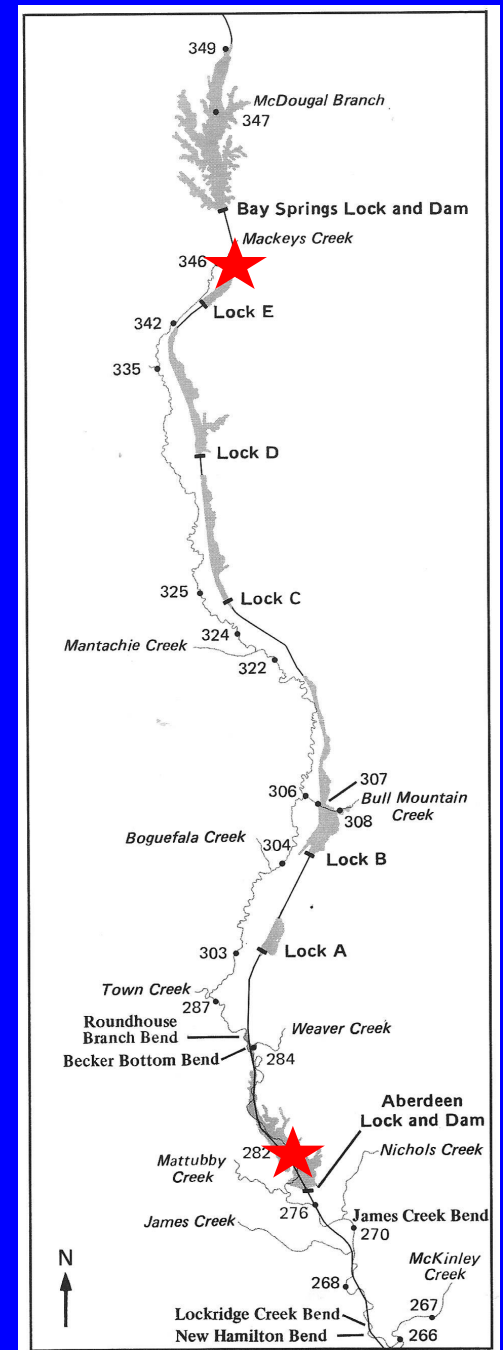 349
McDougal Branch
347
Bay Springs Lock and Dam
Mackeys Creek
346
Lock E
342
335
Lock D
325
Lock C
324
Mantachie Creek
322
307
306
Bull Mountain
Creek
308
304
Boguefala Creek
Lock B
303
Lock A
Town Creek
287
Roundhouse
Branch Bend
Weaver Creek
Becker Bottom Bend
284
Aberdeen
Lock and Dam
282
Nichols Creek
Mattubby
Creek
276
James Creek Bend
James Creek
270
N
McKinley
Creek
268
267
Lockridge Creek Bend
New Hamilton Bend
266